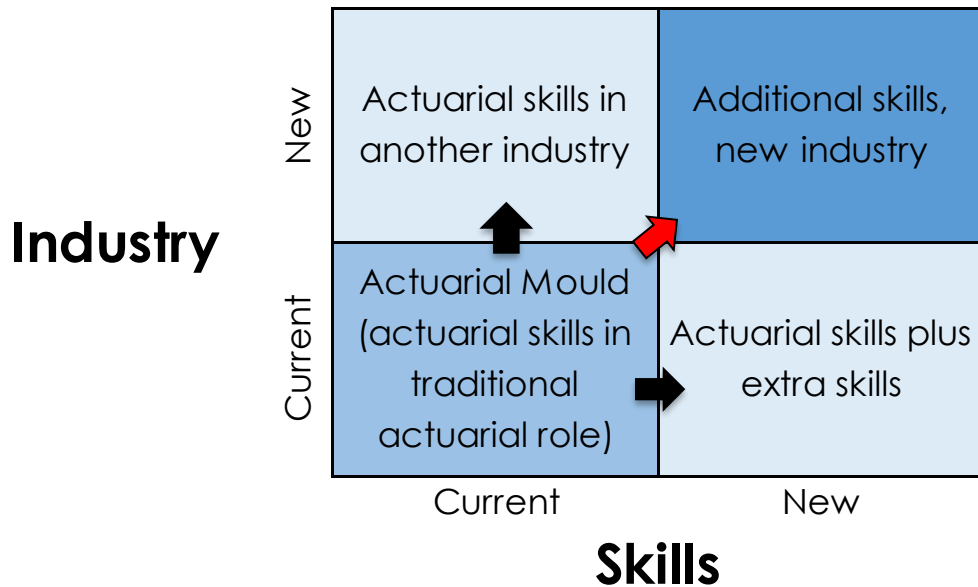 New
Actuarial skills in
another industry
Additional skills,
new industry
Industry
Current
Actuarial Mould
(actuarial skills in
traditional
actuarial role)
Actuarial skills plus
extra skills
Current
New
Skills